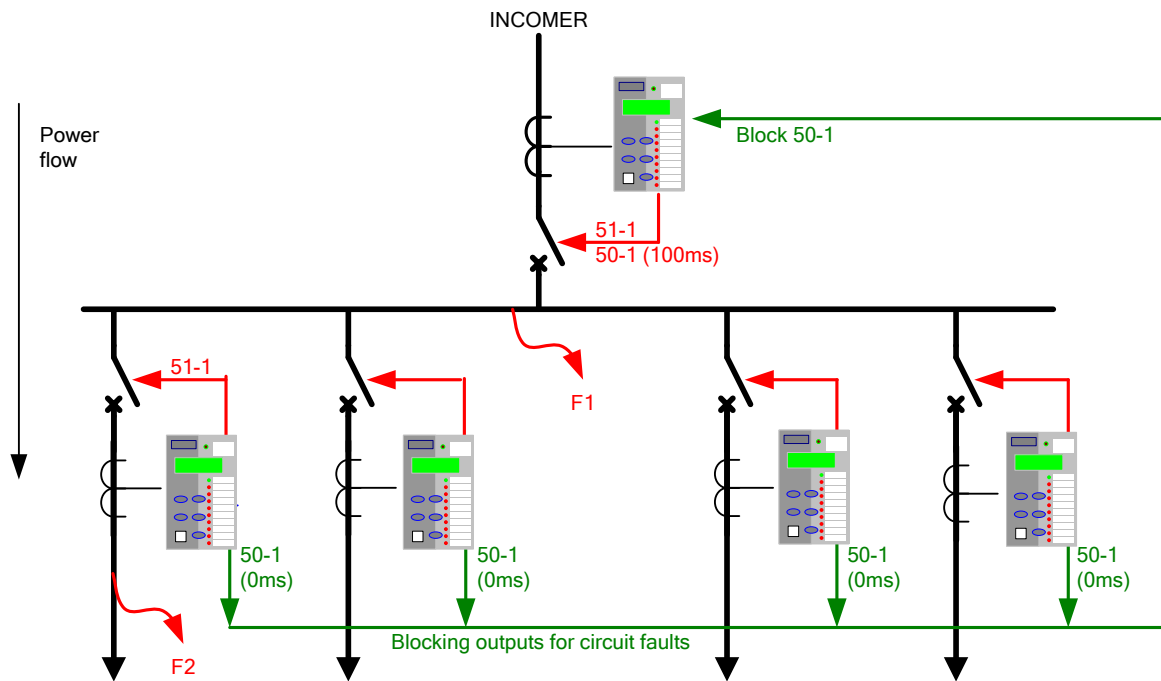 INCOMER
Power
flow
Block 50-1
51-1
50-1 (100ms)
51-1
F1
50-1
(0ms)
50-1
(0ms)
50-1
(0ms)
50-1
(0ms)
Blocking outputs for circuit faults
F2